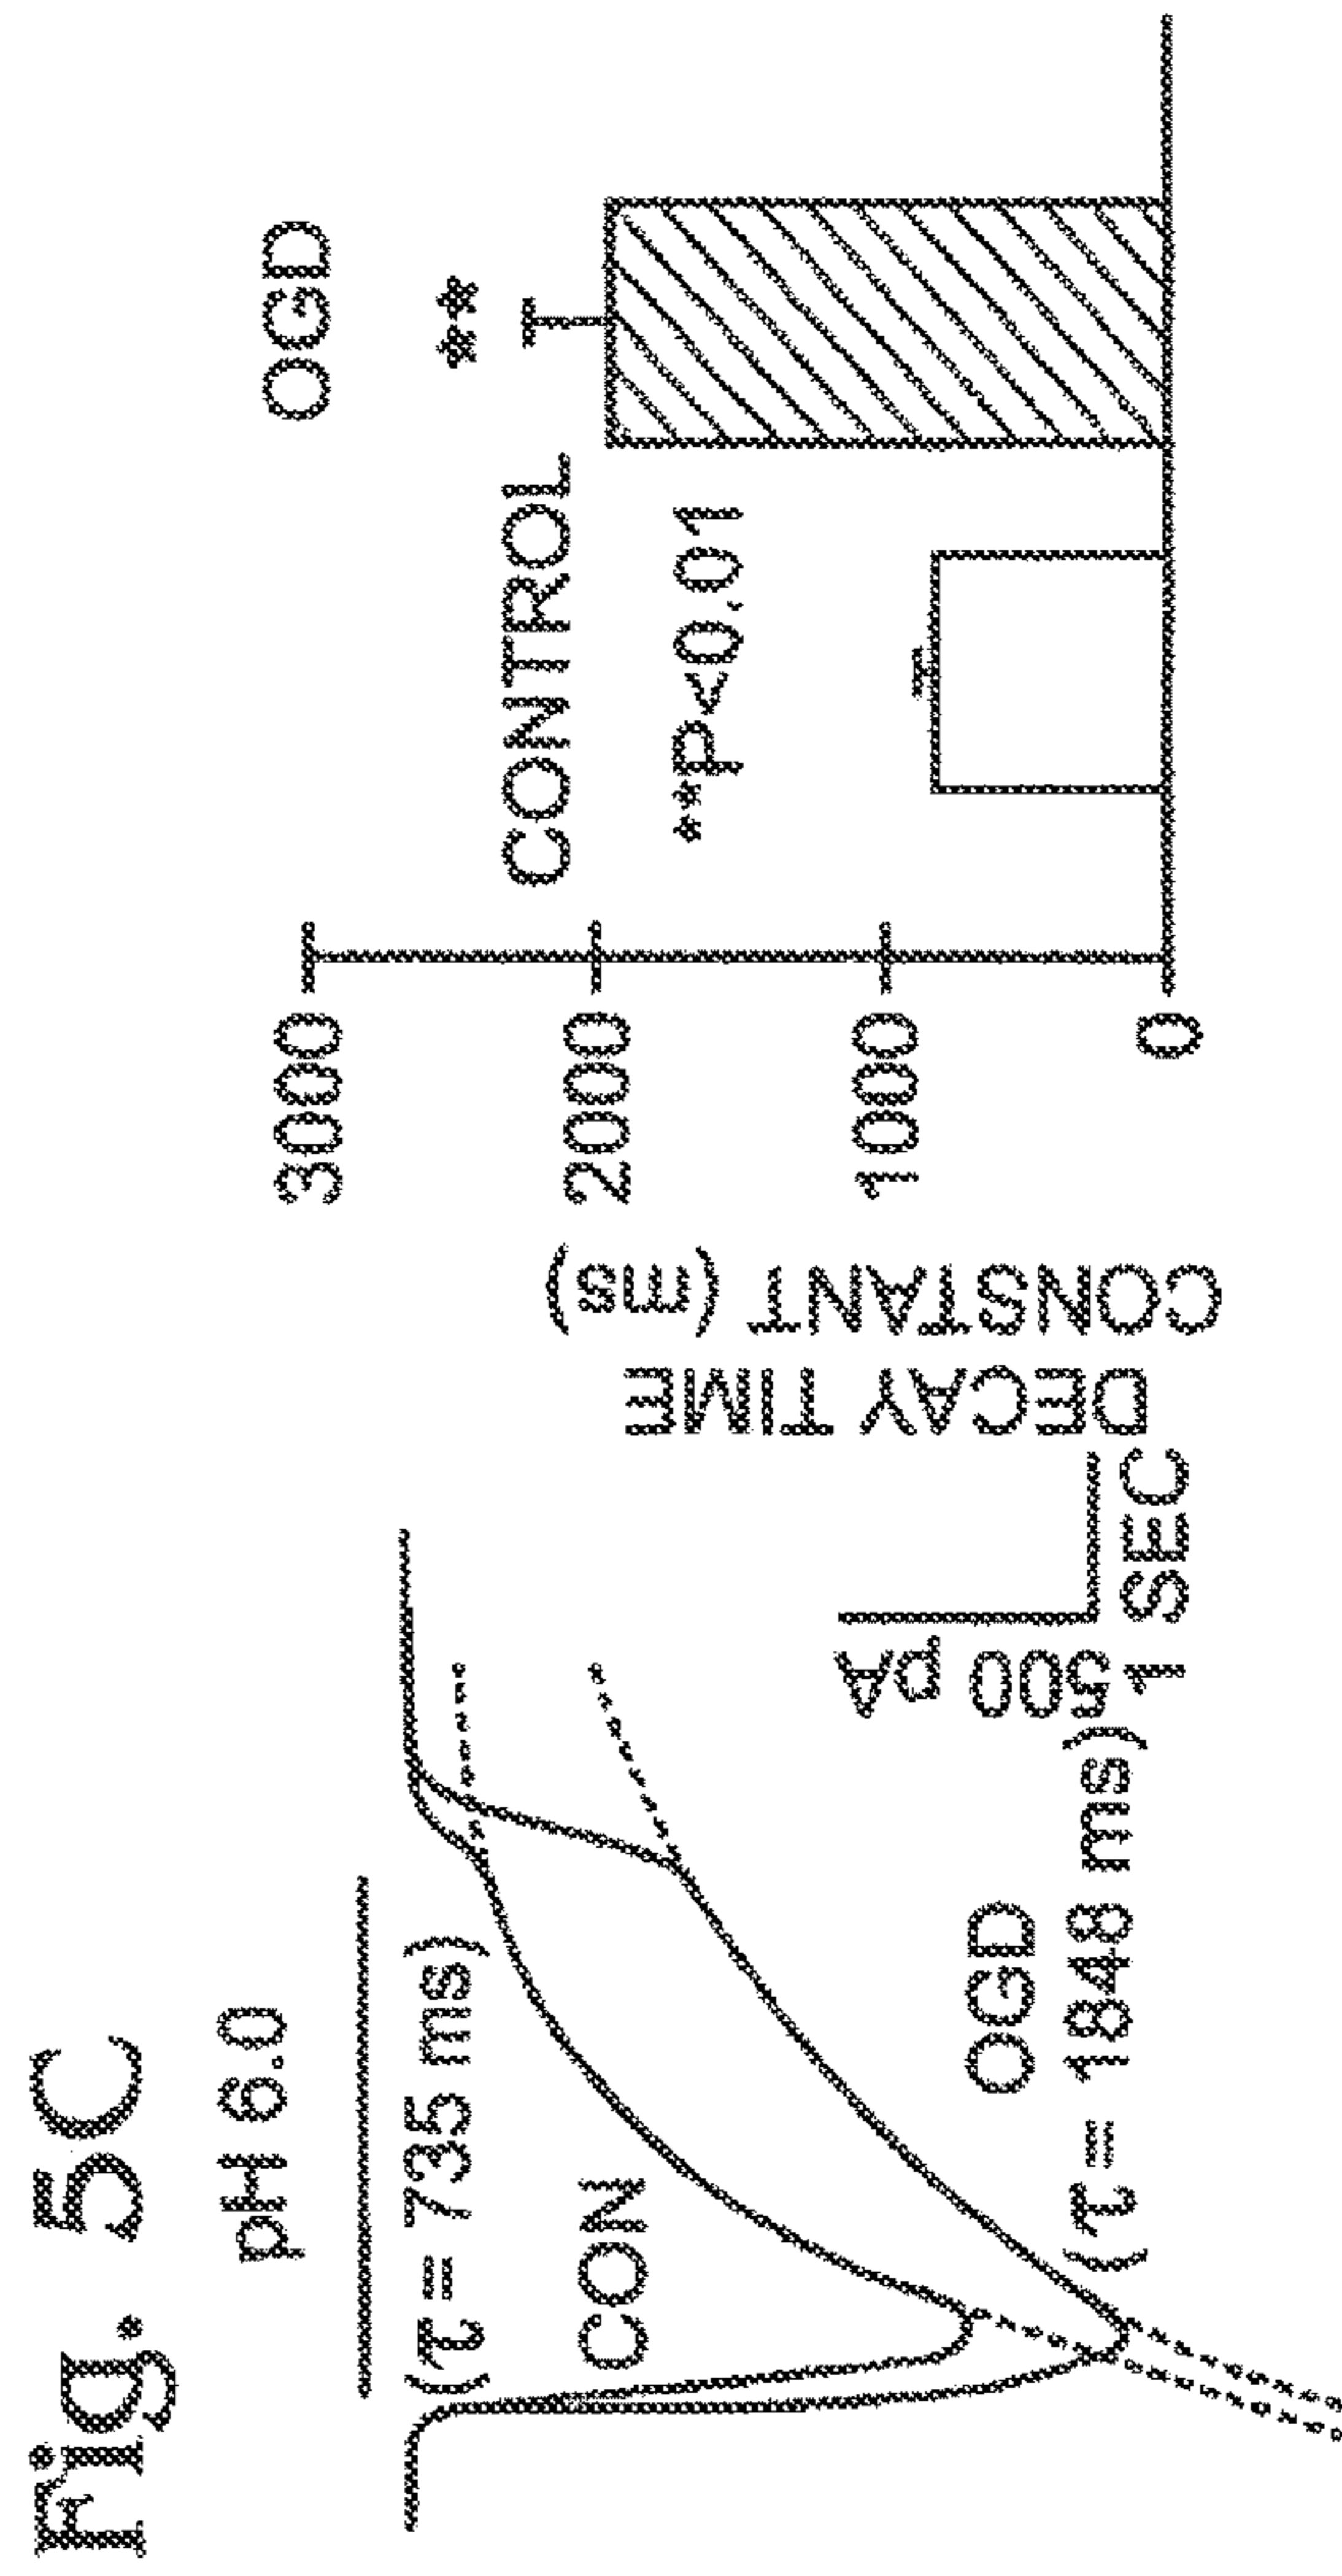 Fig. 5C
pH 6.0
(τ = 735 ms)
CON
OGD
(τ = 1848 ms)
500 pA
1 SEC
DECAY TIME
CONSTANT (ms)
3000
2000
1000
0
CONTROL
**P<0.01
OGD
**